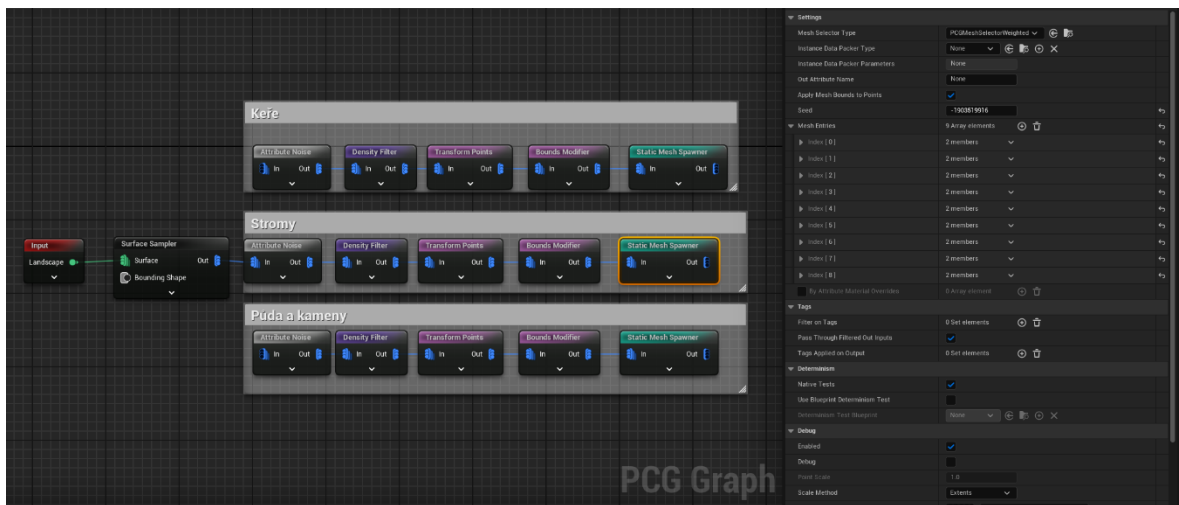 Keře
Attribute Noise
In Out
Density Filter
In Out
Transform Points
In Out
Bounds Modifier
In Out
Static Mesh Spawner
In Out
Input
Landscape
Surface Sampler
Surface Out
Bounding Shape
Stromy
Attribute Noise
In Out
Density Filter
In Out
Transform Points
In Out
Bounds Modifier
In Out
Static Mesh Spawner
In Out
Půda a kameny
Attribute Noise
In Out
Density Filter
In Out
Transform Points
In Out
Bounds Modifier
In Out
Static Mesh Spawner
In Out
PCG Graph
Settings
Mesh Selector Type PCGMeshSelectorWeighted
Instance Data Packer Type None
Instance Data Packer Parameters None
Out Attribute Name None
Apply Mesh Bounds to Points
Seed -1903819916
Mesh Entries 9 Array elements
Index [ 0 ] 2 members
Index [ 1 ] 2 members
Index [ 2 ] 2 members
Index [ 3 ] 2 members
Index [ 4 ] 2 members
Index [ 5 ] 2 members
Index [ 6 ] 2 members
Index [ 7 ] 2 members
Index [ 8 ] 2 members
By Attribute Material Overrides 0 Array element
Tags
Filter on Tags 0 Set elements
Pass Through Filtered Out Inputs
Tags Applied on Output 0 Set elements
Determinism
Native Tests
Use Blueprint Determinism Test
Determinism Test Blueprint None
Debug
Enabled
Debug
Point Scale 1.0
Scale Method Extents